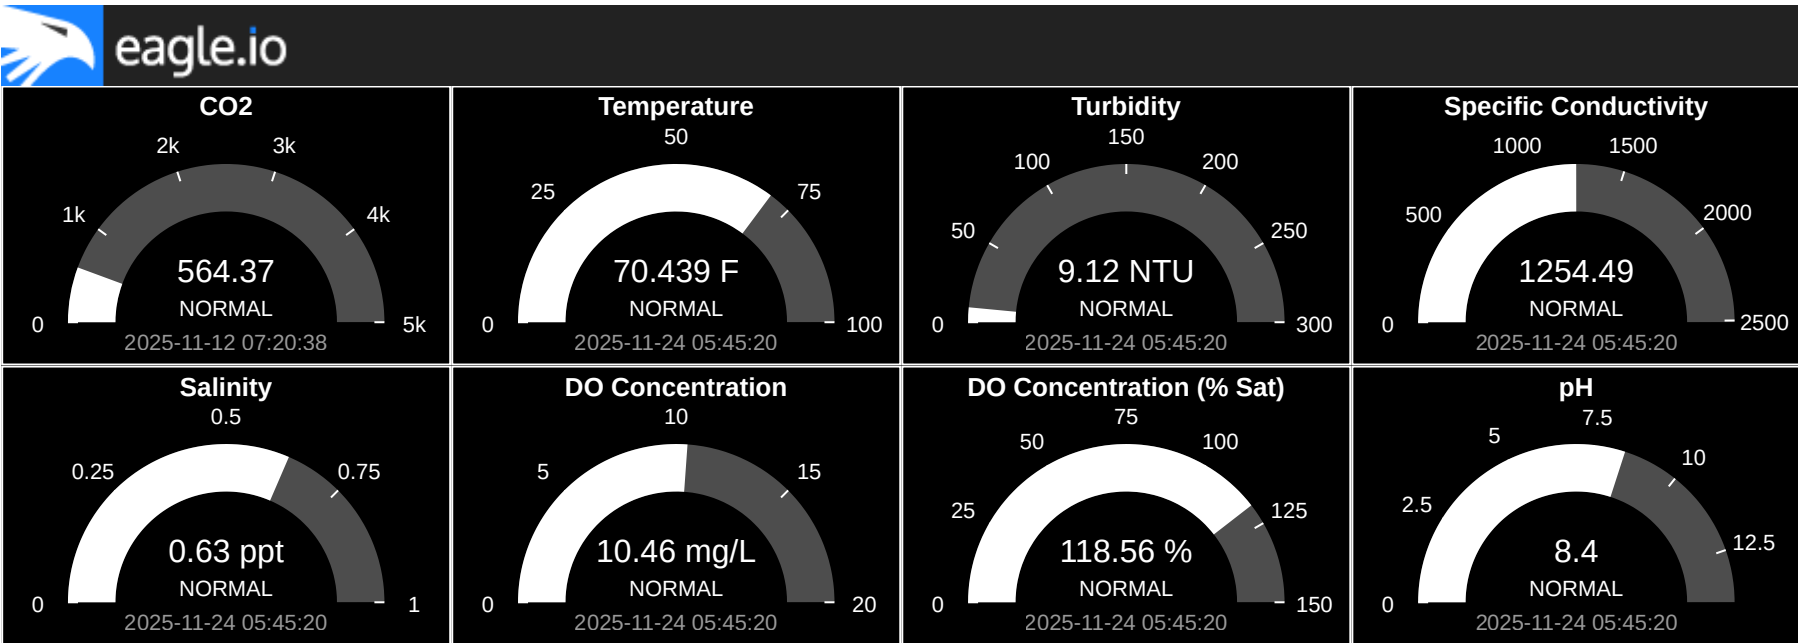 eagle.io
CO2
2k
3k
1k
4k
564.37
NORMAL
0
5k
2025-11-12 07:20:38
Temperature
50
25
75
70.439 F
NORMAL
0
100
2025-11-24 05:45:20
Turbidity
150
100
200
50
250
9.12 NTU
NORMAL
0
300
2025-11-24 05:45:20
Specific Conductivity
1000
1500
500
2000
1254.49
NORMAL
0
2500
2025-11-24 05:45:20
Salinity
0.5
0.25
0.75
0.63 ppt
NORMAL
0
1
2025-11-24 05:45:20
DO Concentration
10
5
15
10.46 mg/L
NORMAL
0
20
2025-11-24 05:45:20
DO Concentration (% Sat)
75
50
100
25
125
118.56 %
NORMAL
0
150
2025-11-24 05:45:20
pH
7.5
5
10
2.5
12.5
8.4
NORMAL
0
2025-11-24 05:45:20